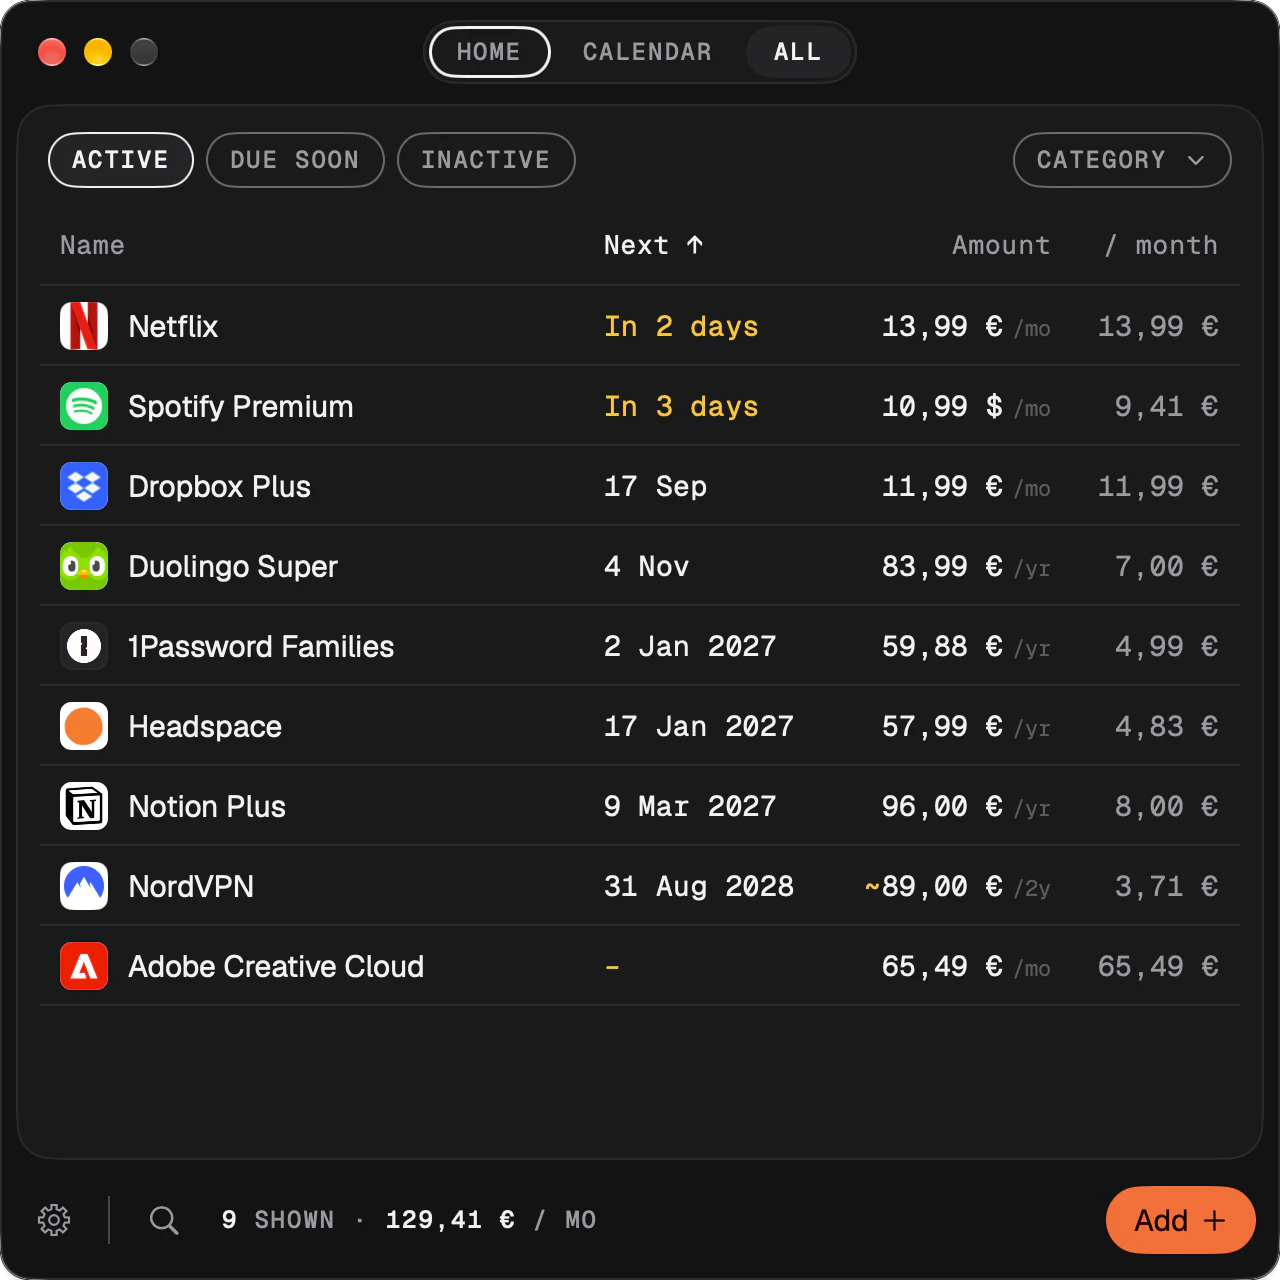 HOME CALENDAR ALL
ACTIVE DUE SOON INACTIVE CATEGORY
Name Next ↑ Amount / month
Netflix In 2 days 13,99 € /mo 13,99 €
Spotify Premium In 3 days 10,99 $ /mo 9,41 €
Dropbox Plus 17 Sep 11,99 € /mo 11,99 €
Duolingo Super 4 Nov 83,99 € /yr 7,00 €
1Password Families 2 Jan 2027 59,88 € /yr 4,99 €
Headspace 17 Jan 2027 57,99 € /yr 4,83 €
Notion Plus 9 Mar 2027 96,00 € /yr 8,00 €
NordVPN 31 Aug 2028 ~89,00 € /2y 3,71 €
Adobe Creative Cloud – 65,49 € /mo 65,49 €
9 SHOWN · 129,41 € / MO Add +